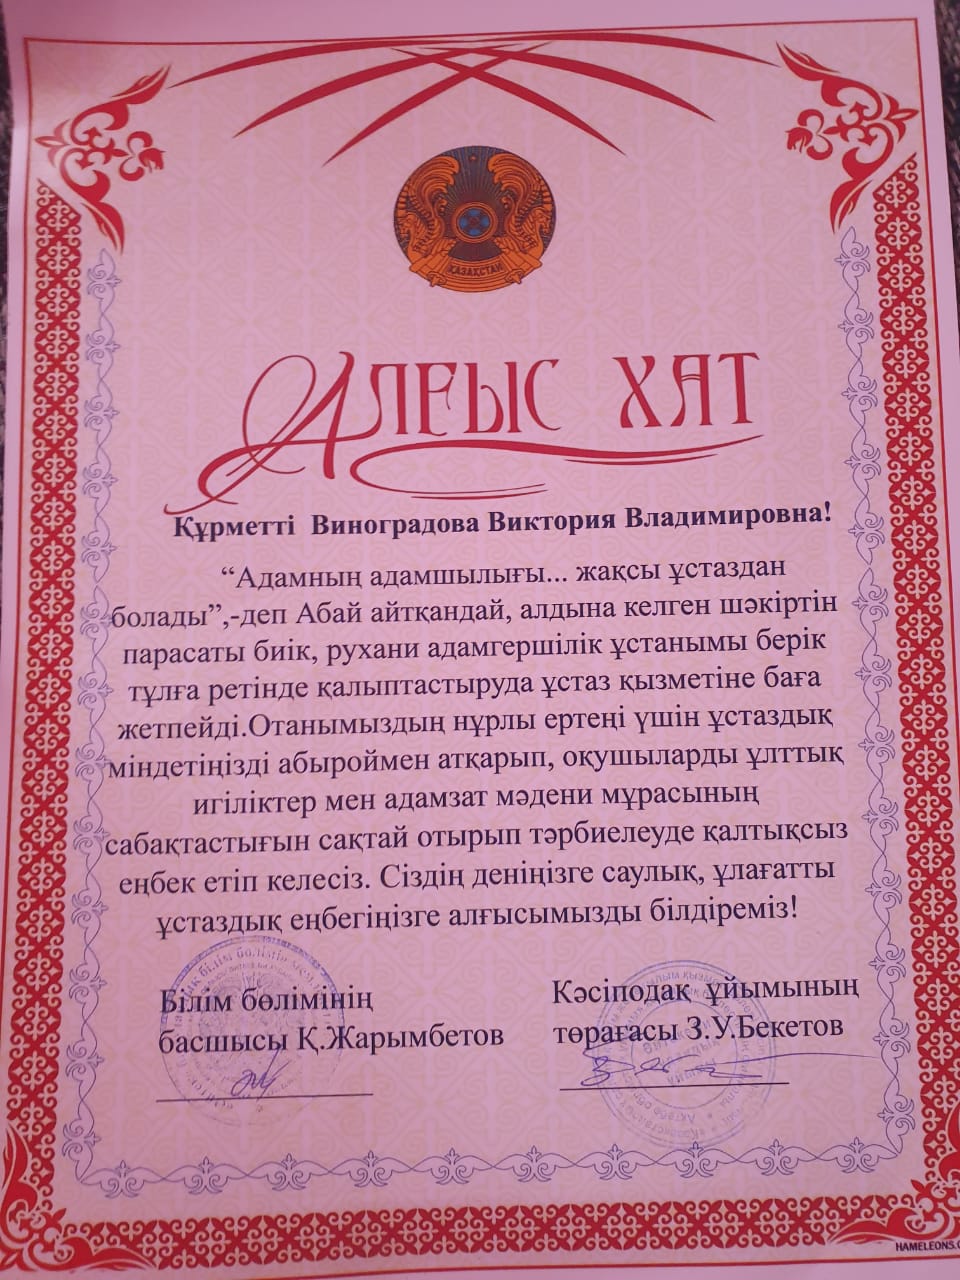 ҚАЗАҚСТАН
АЛҒЫС ХАТ
Құрметті Виноградова Виктория Владимировна!
“Адамның адамшылығы... жақсы ұстаздан
болады”,-деп Абай айтқандай, алдына келген шәкіртін
парасаты биік, рухани адамгершілік ұстанымы берік
тұлға ретінде қалыптастыруда ұстаз қызметіне баға
жетпейді.Отанымыздың нұрлы ертеңі үшін ұстаздық
міндетіңізді абыроймен атқарып, оқушыларды ұлттық
игіліктер мен адамзат мәдени мұрасының
сабақтастығын сақтай отырып тәрбиелеуде қалтықсыз
еңбек етіп келесіз. Сіздің деніңізге саулық, ұлағатты
ұстаздық еңбегіңізге алғысымызды білдіреміз!
Білім бөлімінің
басшысы Қ.Жарымбетов
Кәсіподақ ұйымының
төрағасы З.У.Бекетов
HAMELEONS.